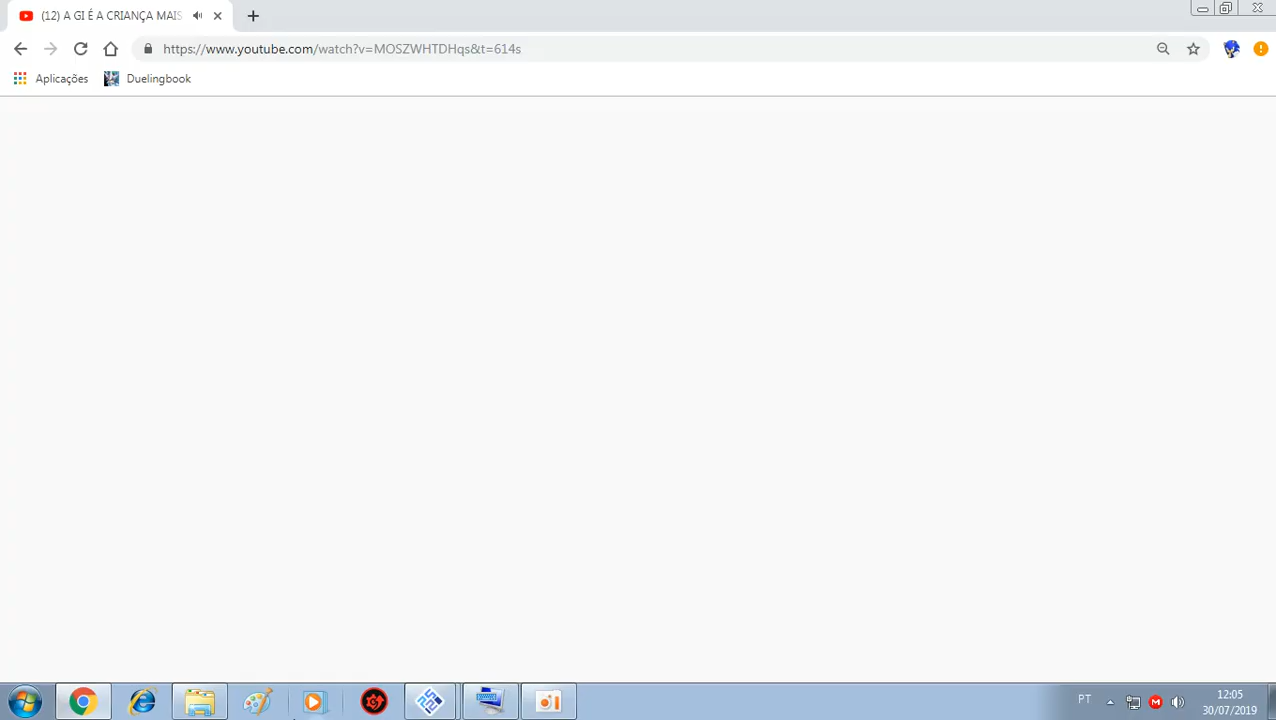 (12) A GI É A CRIANÇA MAIS
https://www.youtube.com/watch?v=MOSZWHTDHqs&t=614s
Aplicações Duelingbook
PT
12:05
30/07/2019